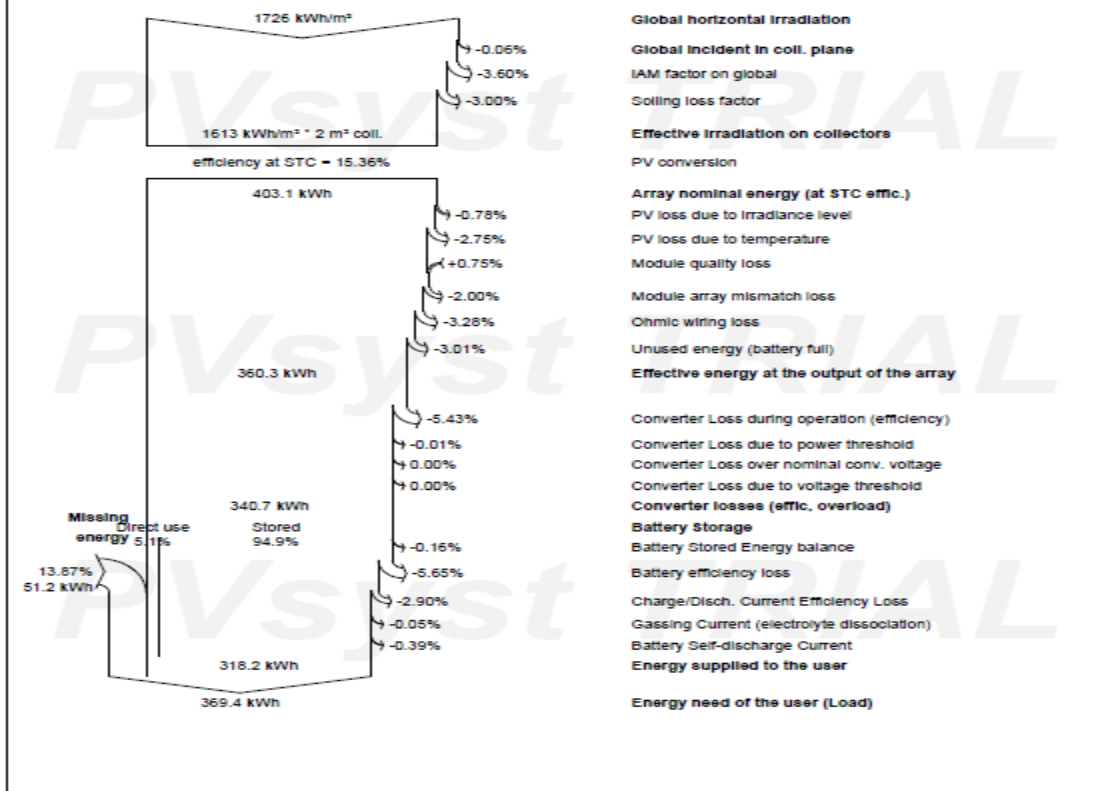 1726 kWh/m² Global horizontal irradiation
-0.06% Global incident in coll. plane
-3.60% IAM factor on global
-3.00% Soiling loss factor
1613 kWh/m² * 2 m² coll. Effective irradiation on collectors
efficiency at STC = 15.36% PV conversion
403.1 kWh Array nominal energy (at STC effic.)
-0.78% PV loss due to irradiance level
-2.75% PV loss due to temperature
+0.75% Module quality loss
-2.00% Module array mismatch loss
-3.28% Ohmic wiring loss
-3.01% Unused energy (battery full)
360.3 kWh Effective energy at the output of the array
-5.43% Converter Loss during operation (efficiency)
-0.01% Converter Loss due to power threshold
0.00% Converter Loss over nominal conv. voltage
0.00% Converter Loss due to voltage threshold
340.7 kWh Converter losses (effic, overload)
Missing energy Direct use 5.1% Stored 94.9% Battery Storage
-0.16% Battery Stored Energy balance
13.87% -5.65% Battery efficiency loss
51.2 kWh -2.90% Charge/Disch. Current Efficiency Loss
-0.05% Gassing Current (electrolyte dissociation)
-0.39% Battery Self-discharge Current
318.2 kWh Energy supplied to the user
369.4 kWh Energy need of the user (Load)
PVsyst TRIAL
PVsyst TRIAL
PVsyst TRIAL